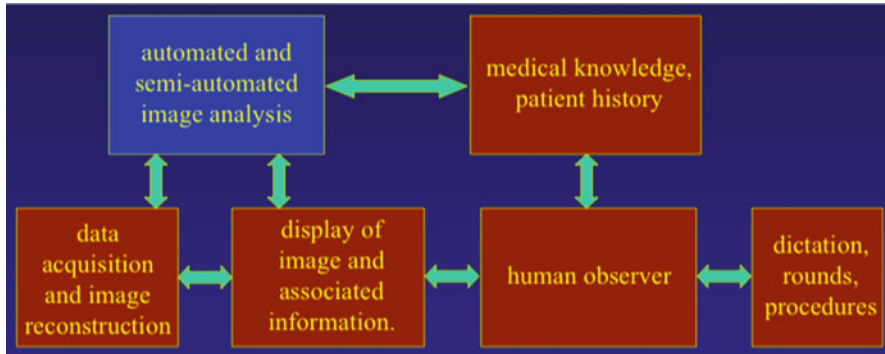 automated and
semi-automated
image analysis
medical knowledge,
patient history
data
acquisition
and image
reconstruction
display of
image and
associated
information.
human observer
dictation,
rounds,
procedures